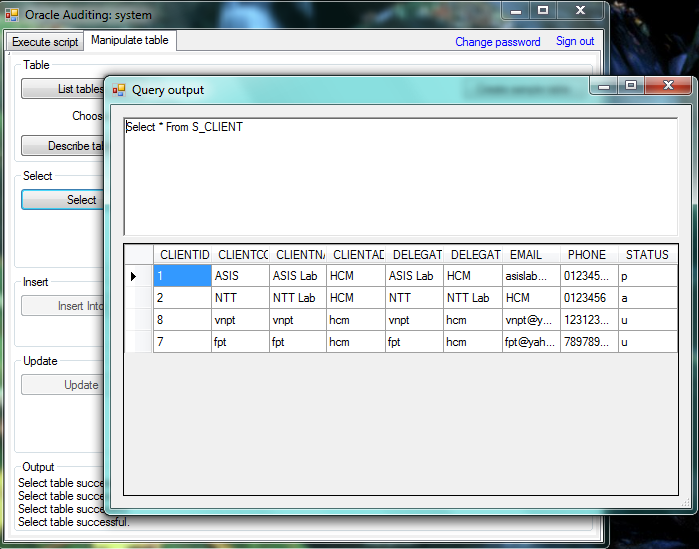 Oracle Auditing: system
Execute script Manipulate table Change password Sign out
Table
List tables
Choos
Describe tab
Select
Select
Insert
Insert Into
Update
Update
Output
Select table succe
Select table succe
Select table succe
Select table successful.
Query output
Select * From S_CLIENT
CLIENTID CLIENTCO CLIENTNA CLIENTAD DELEGAT DELEGAT EMAIL PHONE STATUS
1 ASIS ASIS Lab HCM ASIS Lab HCM asislab... 012345... p
2 NTT NTT Lab HCM NTT NTT Lab HCM 0123456 a
8 vnpt vnpt hcm vnpt hcm vnpt@y... 123123... u
7 fpt fpt hcm fpt hcm fpt@yah... 789789... u